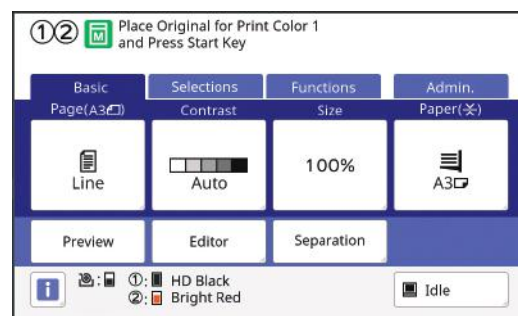 ①② M Place Original for Print Color 1
and Press Start Key
Basic Selections Functions Admin.
Page(A3) Contrast Size Paper(
Line Auto 100% A3
Preview Editor Separation
i ①: HD Black
②: Bright Red
Idle